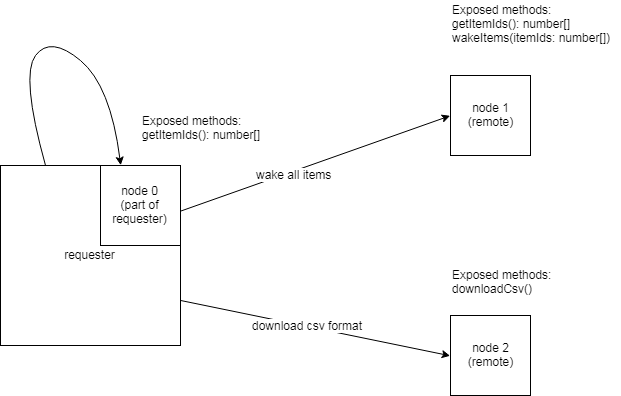 Exposed methods:
getItemIds(): number[]
wakeItems(itemIds: number[])
node 1
(remote)
Exposed methods:
getItemIds(): number[]
wake all items
node 0
(part of
requester)
requester
Exposed methods:
downloadCsv()
download csv format
node 2
(remote)